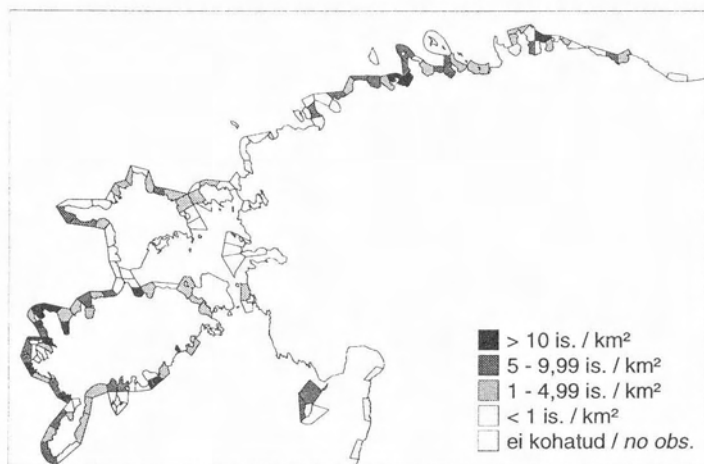 > 10 is. / km²
5 - 9,99 is. / km²
1 - 4,99 is. / km²
< 1 is. / km²
ei kohatud / no obs.